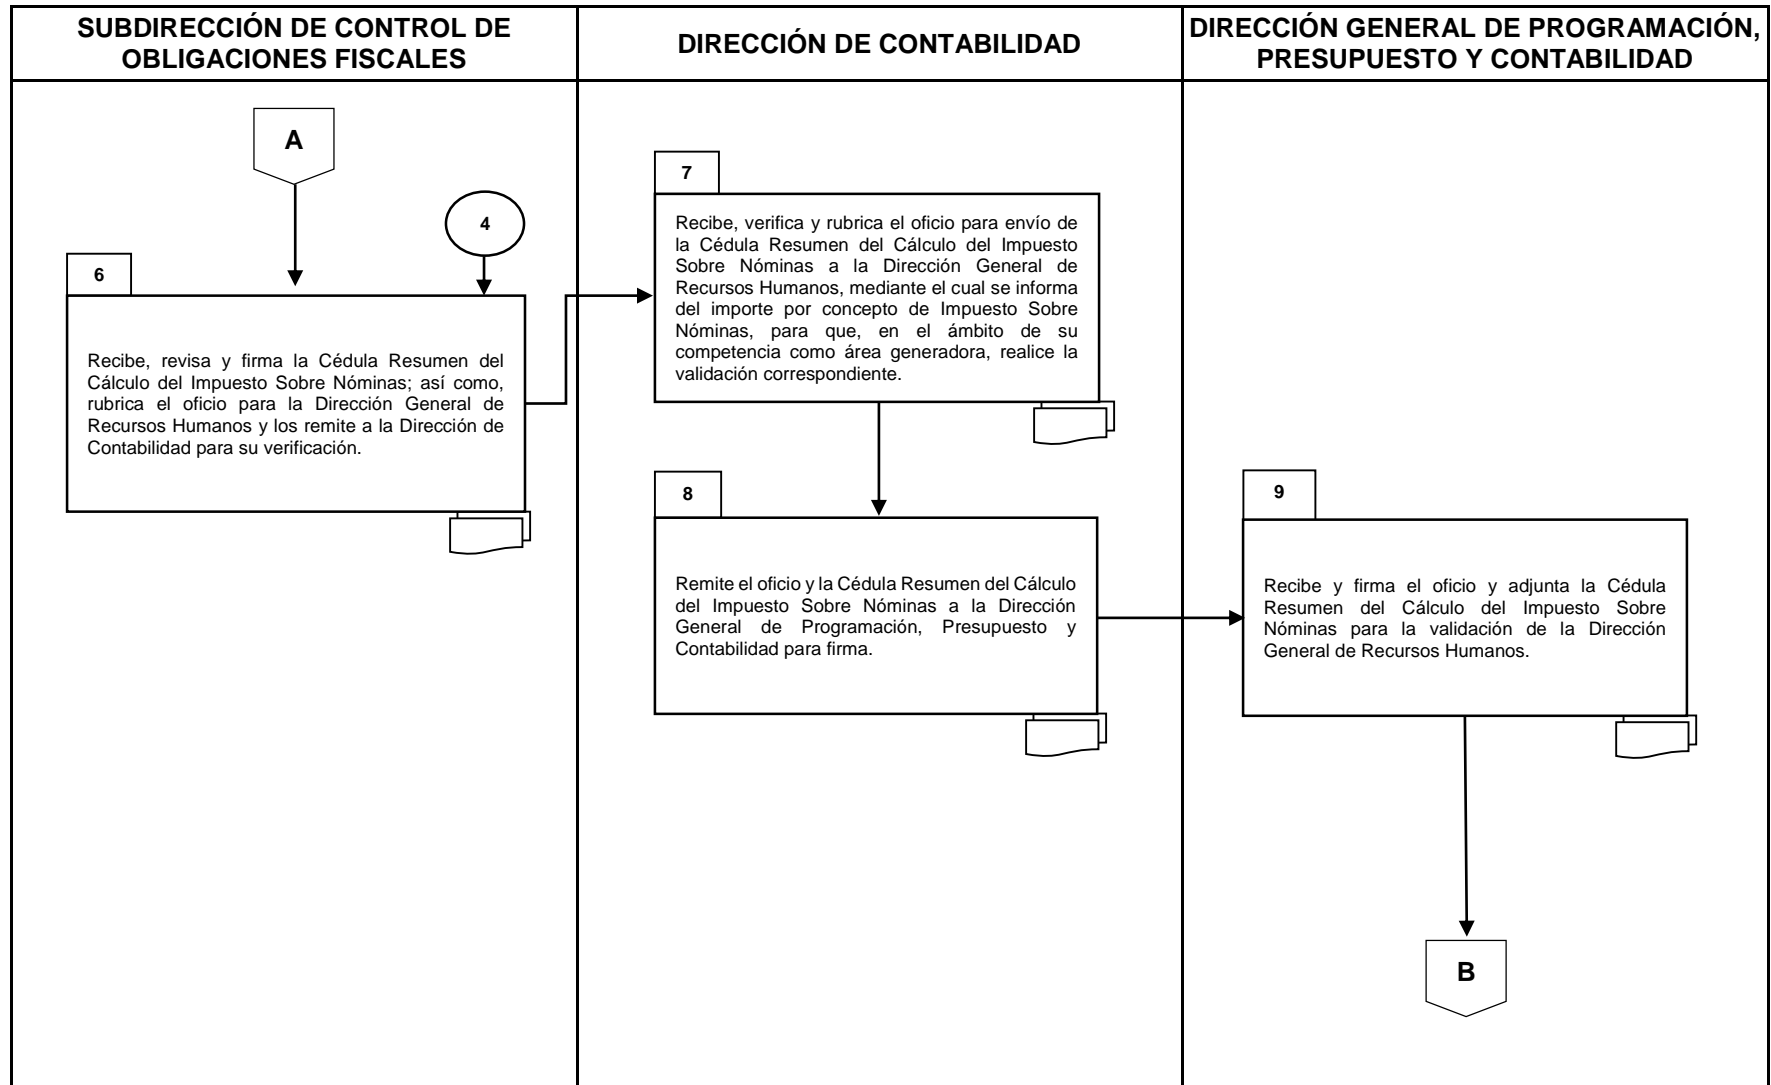 SUBDIRECCIÓN DE CONTROL DE
OBLIGACIONES FISCALES
DIRECCIÓN DE CONTABILIDAD
DIRECCIÓN GENERAL DE PROGRAMACIÓN,
PRESUPUESTO Y CONTABILIDAD
A
4
6
Recibe, revisa y firma la Cédula Resumen del
Cálculo del Impuesto Sobre Nóminas; así como,
rubrica el oficio para la Dirección General de
Recursos Humanos y los remite a la Dirección de
Contabilidad para su verificación.
7
Recibe, verifica y rubrica el oficio para envío de
la Cédula Resumen del Cálculo del Impuesto
Sobre Nóminas a la Dirección General de
Recursos Humanos, mediante el cual se informa
del importe por concepto de Impuesto Sobre
Nóminas, para que, en el ámbito de su
competencia como área generadora, realice la
validación correspondiente.
8
Remite el oficio y la Cédula Resumen del Cálculo
del Impuesto Sobre Nóminas a la Dirección
General de Programación, Presupuesto y
Contabilidad para firma.
9
Recibe y firma el oficio y adjunta la Cédula
Resumen del Cálculo del Impuesto Sobre
Nóminas para la validación de la Dirección
General de Recursos Humanos.
B